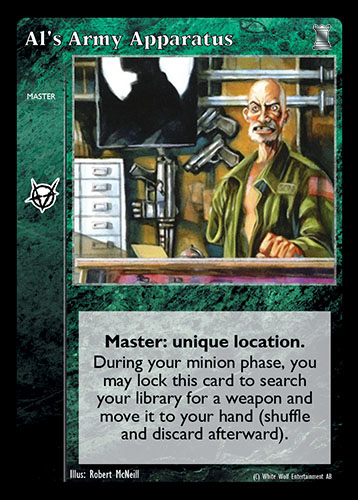 Al's Army Apparatus
MASTER
Master: unique location.
During your minion phase, you
may lock this card to search
your library for a weapon and
move it to your hand (shuffle
and discard afterward).
Illus: Robert McNeill
(C) White Wolf Entertainment AB